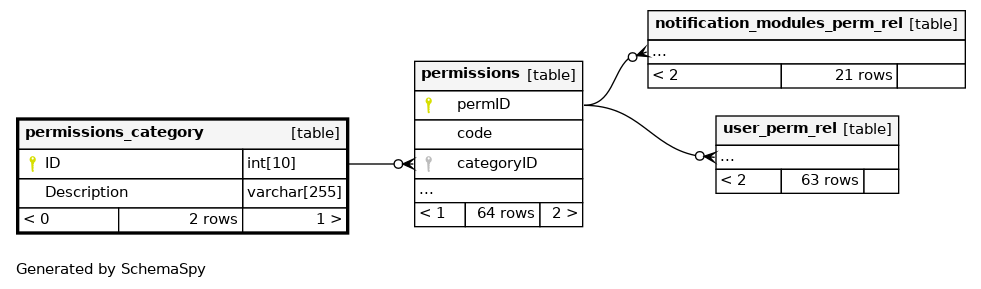 notification_modules_perm_rel [table]
...
< 2 21 rows
permissions [table]
permID
code
categoryID
...
< 1 64 rows 2 >
user_perm_rel [table]
...
< 2 63 rows
permissions_category [table]
ID int[10]
Description varchar[255]
< 0 2 rows 1 >
Generated by SchemaSpy